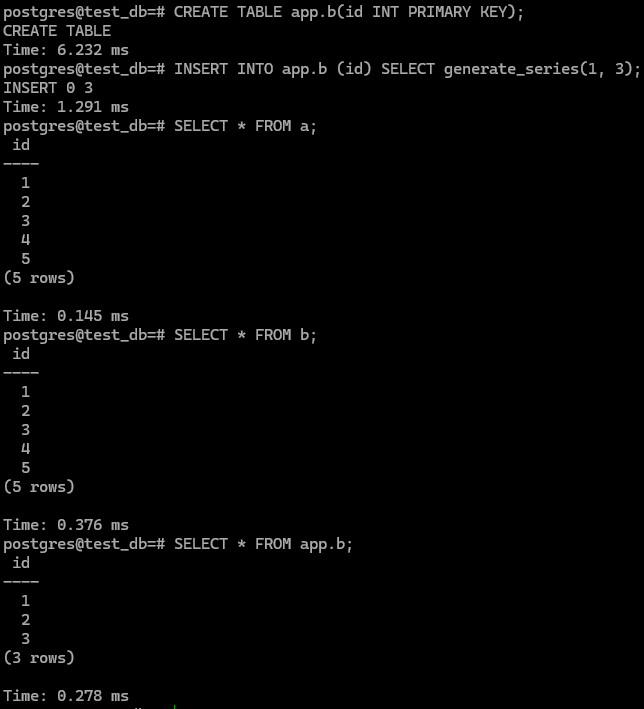 postgres@test_db=# CREATE TABLE app.b(id INT PRIMARY KEY);
CREATE TABLE
Time: 6.232 ms
postgres@test_db=# INSERT INTO app.b (id) SELECT generate_series(1, 3);
INSERT 0 3
Time: 1.291 ms
postgres@test_db=# SELECT * FROM a;
 id
----
  1
  2
  3
  4
  5
(5 rows)

Time: 0.145 ms
postgres@test_db=# SELECT * FROM b;
 id
----
  1
  2
  3
  4
  5
(5 rows)

Time: 0.376 ms
postgres@test_db=# SELECT * FROM app.b;
 id
----
  1
  2
  3
(3 rows)

Time: 0.278 ms